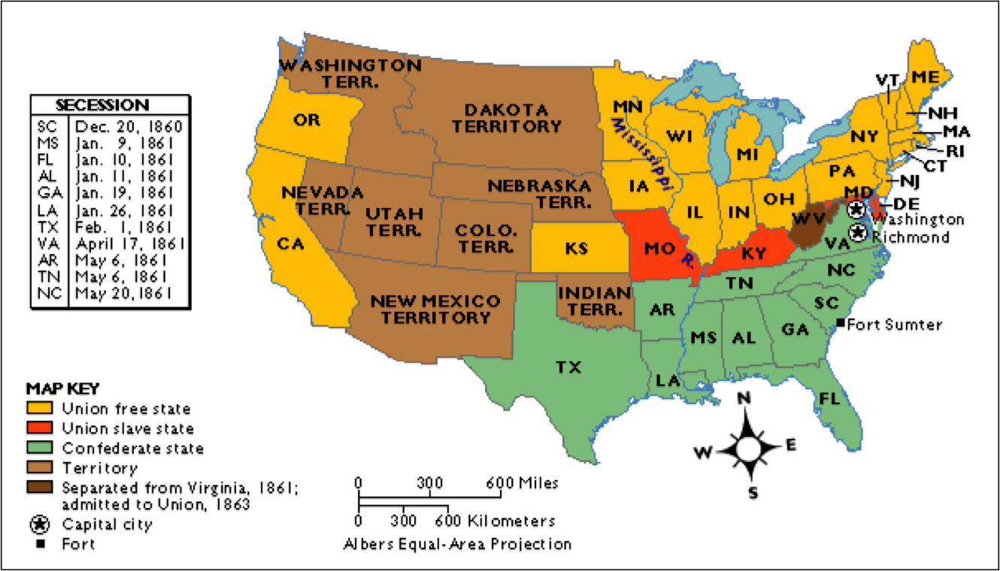 SECESSION
SC Dec. 20, 1860
MS Jan. 9, 1861
FL Jan. 10, 1861
AL Jan. 11, 1861
GA Jan. 19, 1861
LA Jan. 26, 1861
TX Feb. 1, 1861
VA April 17, 1861
AR May 6, 1861
TN May 6, 1861
NC May 20, 1861
WASHINGTON
TERR.
OR
DAKOTA
TERRITORY
MN
Mississippi
R.
WI
MI
VT
ME
NH
MA
RI
CT
NY
PA
NJ
MD
DE
Washington
Richmond
NEVADA
TERR.
UTAH
TERR.
NEBRASKA
TERR.
COLO.
TERR.
IA
IL
IN
OH
WV
VA
CA
KS
MO
KY
NC
TN
SC
Fort Sumter
NEW MEXICO
TERRITORY
INDIAN
TERR.
AR
MS
AL
GA
TX
LA
FL
MAP KEY
Union free state
Union slave state
Confederate state
Territory
Separated from Virginia, 1861;
admitted to Union, 1863
Capital city
Fort
0 300 600 Miles
0 300 600 Kilometers
Albers Equal-Area Projection
N
W
E
S